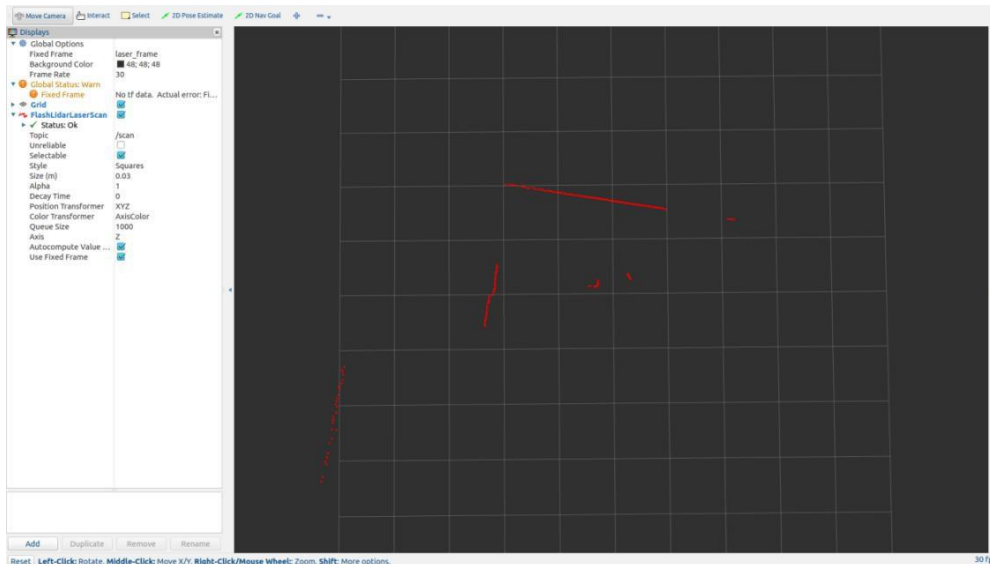 Move Camera Interact Select 2D Pose Estimate 2D Nav Goal
Displays
Global Options
Fixed Frame laser_frame
Background Color 48; 48; 48
Frame Rate 30
Global Status: Warn
Fixed Frame No tf data. Actual error: Fi...
Grid
FlashLidarLaserScan
Status: Ok
Topic /scan
Unreliable
Selectable
Style Squares
Size (m) 0.03
Alpha 1
Decay Time 0
Position Transformer XYZ
Color Transformer AxisColor
Queue Size 1000
Axis Z
Autocompute Value ...
Use Fixed Frame
Add Duplicate Remove Rename
Reset Left-Click: Rotate. Middle-Click: Move X/Y. Right-Click/Mouse Wheel: Zoom. Shift: More options. 30 f